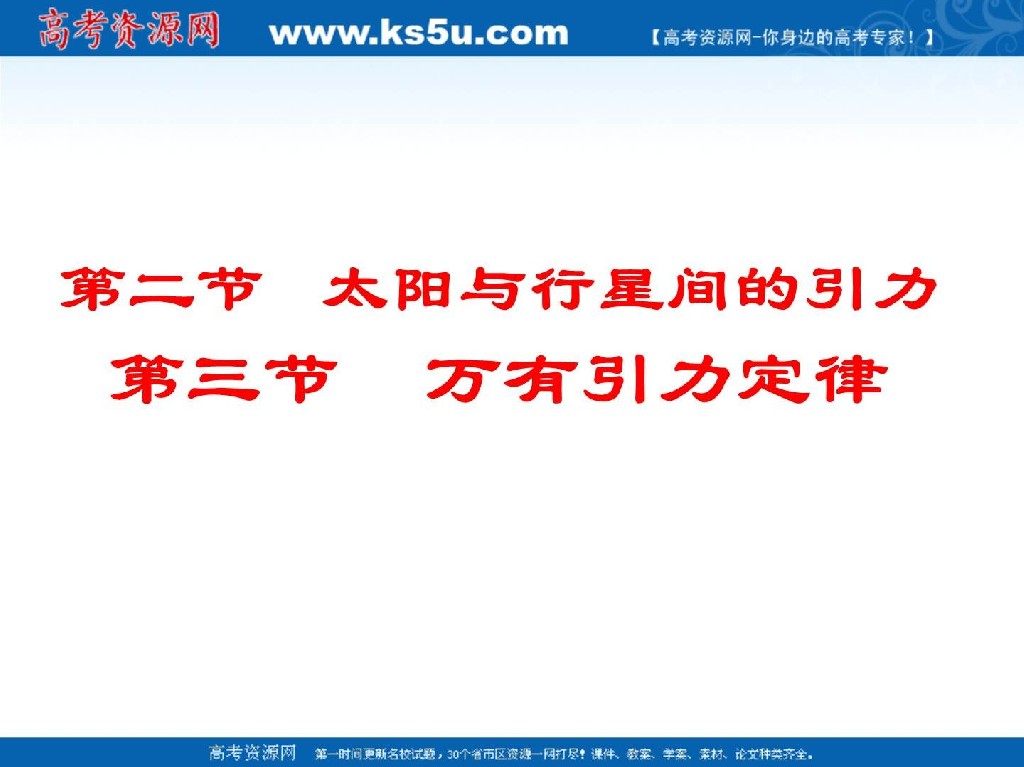 高考资源网 www.ks5u.com 【高考资源网-你身边的高考专家！】
第二节 太阳与行星间的引力
第三节 万有引力定律
高考资源网 第一时间更新名校试题，30个省市区资源一网打尽！课件、教案、学案、素材、论文种类齐全。